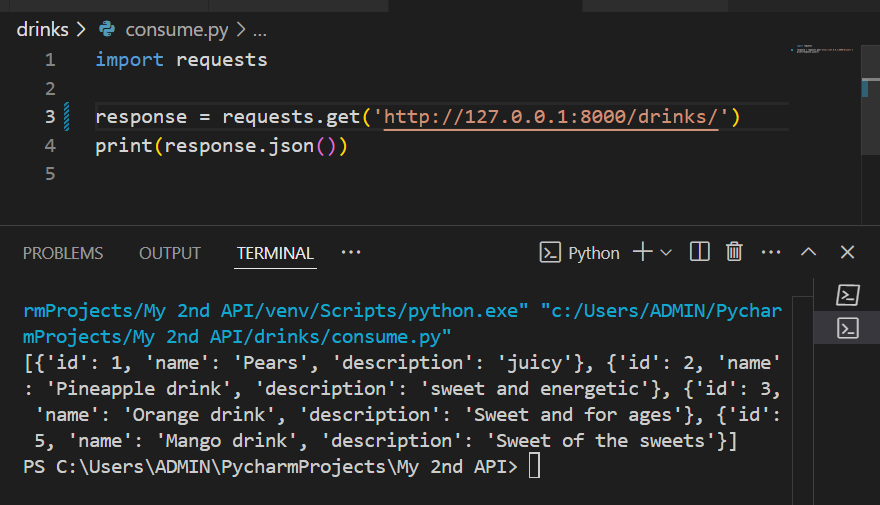 drinks > consume.py > ...
1 import requests
2
3 response = requests.get('http://127.0.0.1:8000/drinks/')
4 print(response.json())
5
PROBLEMS OUTPUT TERMINAL ··· Python
rmProjects/My 2nd API/venv/Scripts/python.exe" "c:/Users/ADMIN/Pychar
mProjects/My 2nd API/drinks/consume.py"
[{'id': 1, 'name': 'Pears', 'description': 'juicy'}, {'id': 2, 'name'
: 'Pineapple drink', 'description': 'sweet and energetic'}, {'id': 3,
 'name': 'Orange drink', 'description': 'Sweet and for ages'}, {'id':
 5, 'name': 'Mango drink', 'description': 'Sweet of the sweets'}]
PS C:\Users\ADMIN\PycharmProjects\My 2nd API>